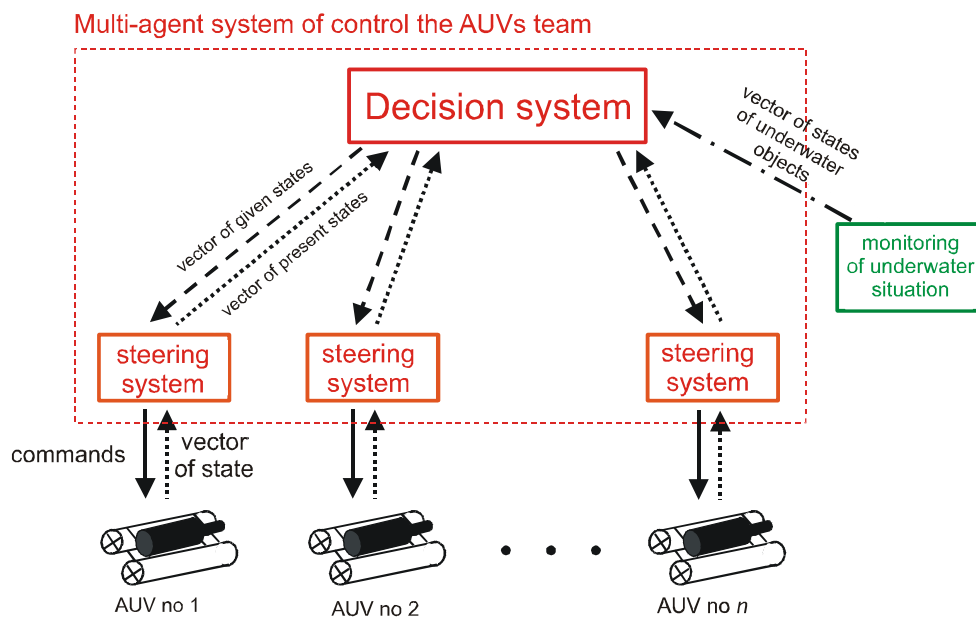 Multi-agent system of control the AUVs team
Decision system
vector of states
of underwater
objects
vector of given states
vector of present states
monitoring
of underwater
situation
steering
system
steering
system
steering
system
commands
vector
of state
AUV no 1
AUV no 2
AUV no n